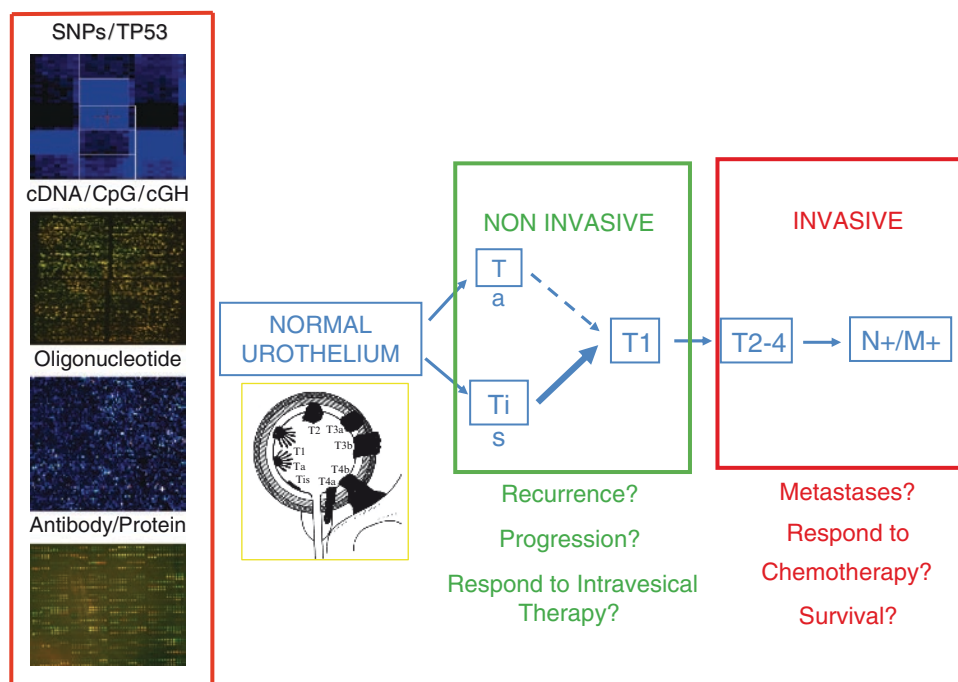 SNPs/TP53
cDNA/CpG/cGH
Oligonucleotide
Antibody/Protein
NORMAL
UROTHELIUM
T2
T3a
T3b
T1
Ta
Tis
T4b
T4a
NON INVASIVE
T
a
Ti
s
T1
INVASIVE
T2-4
N+/M+
Recurrence?
Progression?
Respond to Intravesical
Therapy?
Metastases?
Respond to
Chemotherapy?
Survival?